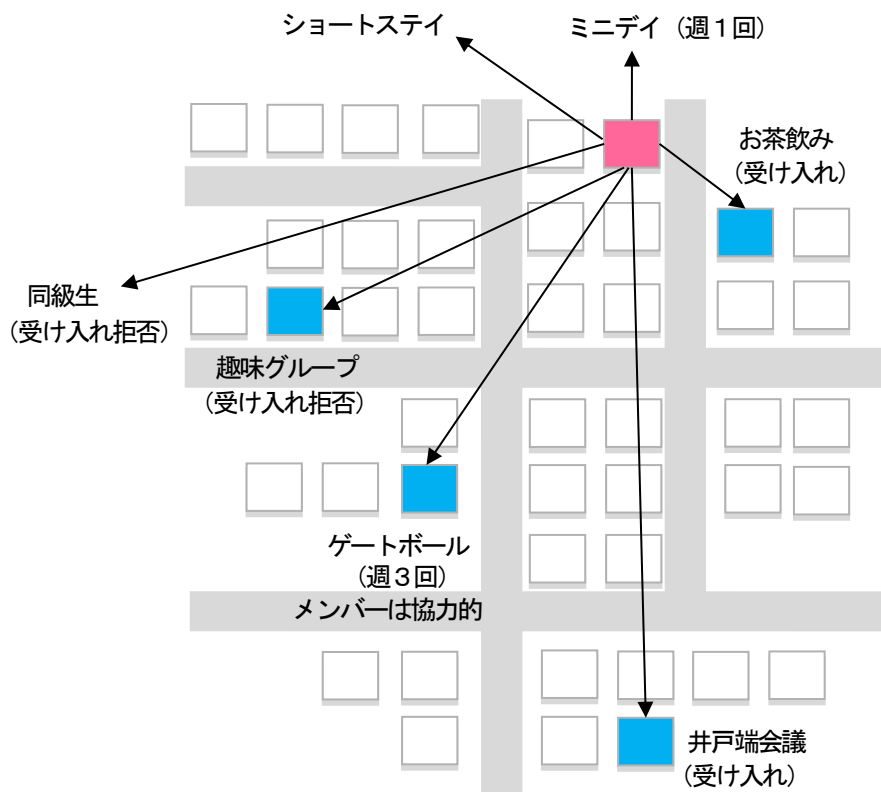 ショートステイ
ミニデイ（週１回）
お茶飲み
（受け入れ）
同級生
（受け入れ拒否）
趣味グループ
（受け入れ拒否）
ゲートボール
（週３回）
メンバーは協力的
井戸端会議
（受け入れ）